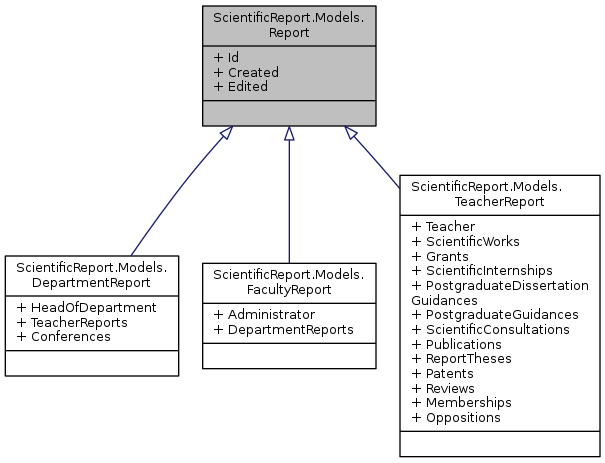 ScientificReport.Models.
Report
+ Id
+ Created
+ Edited
ScientificReport.Models.
DepartmentReport
+ HeadOfDepartment
+ TeacherReports
+ Conferences
ScientificReport.Models.
FacultyReport
+ Administrator
+ DepartmentReports
ScientificReport.Models.
TeacherReport
+ Teacher
+ ScientificWorks
+ Grants
+ ScientificInternships
+ PostgraduateDissertation
Guidances
+ PostgraduateGuidances
+ ScientificConsultations
+ Publications
+ ReportTheses
+ Patents
+ Reviews
+ Memberships
+ Oppositions